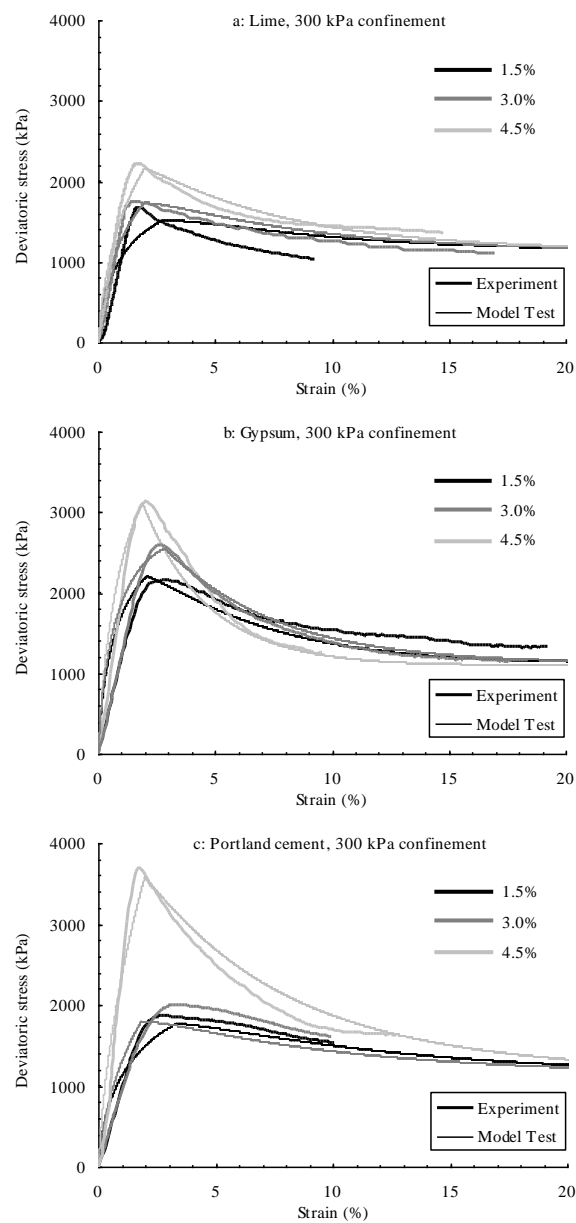 a: Lime, 300 kPa confinement
4000
3000
2000
1000
0
Deviatoric stress (kPa)
1.5%
3.0%
4.5%
Experiment
Model Test
0 5 10 15 20
Strain (%)
b: Gypsum, 300 kPa confinement
4000
3000
2000
1000
0
Deviatoric stress (kPa)
1.5%
3.0%
4.5%
Experiment
Model Test
0 5 10 15 20
Strain (%)
c: Portland cement, 300 kPa confinement
4000
3000
2000
1000
0
Deviatoric stress (kPa)
1.5%
3.0%
4.5%
Experiment
Model Test
0 5 10 15 20
Strain (%)